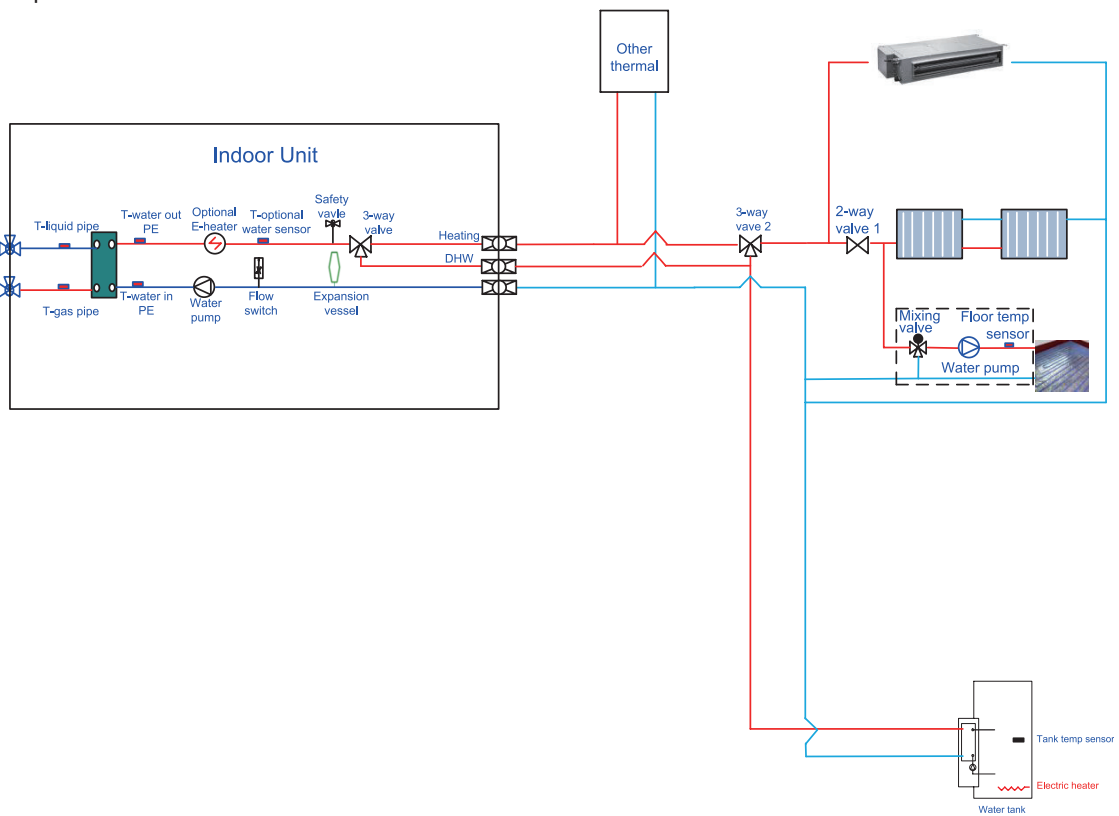 Other
thermal
Indoor Unit
Safety
vavle
T-liquid pipe
T-water out
PE
Optional
E-heater
T-optional
water sensor
3-way
valve
Heating
DHW
3-way
vave 2
2-way
valve 1
T-gas pipe
T-water in
PE
Water
pump
Flow
switch
Expansion
vessel
Mixing
valve
Floor temp
sensor
Water pump
Tank temp sensor
Electric heater
Water tank